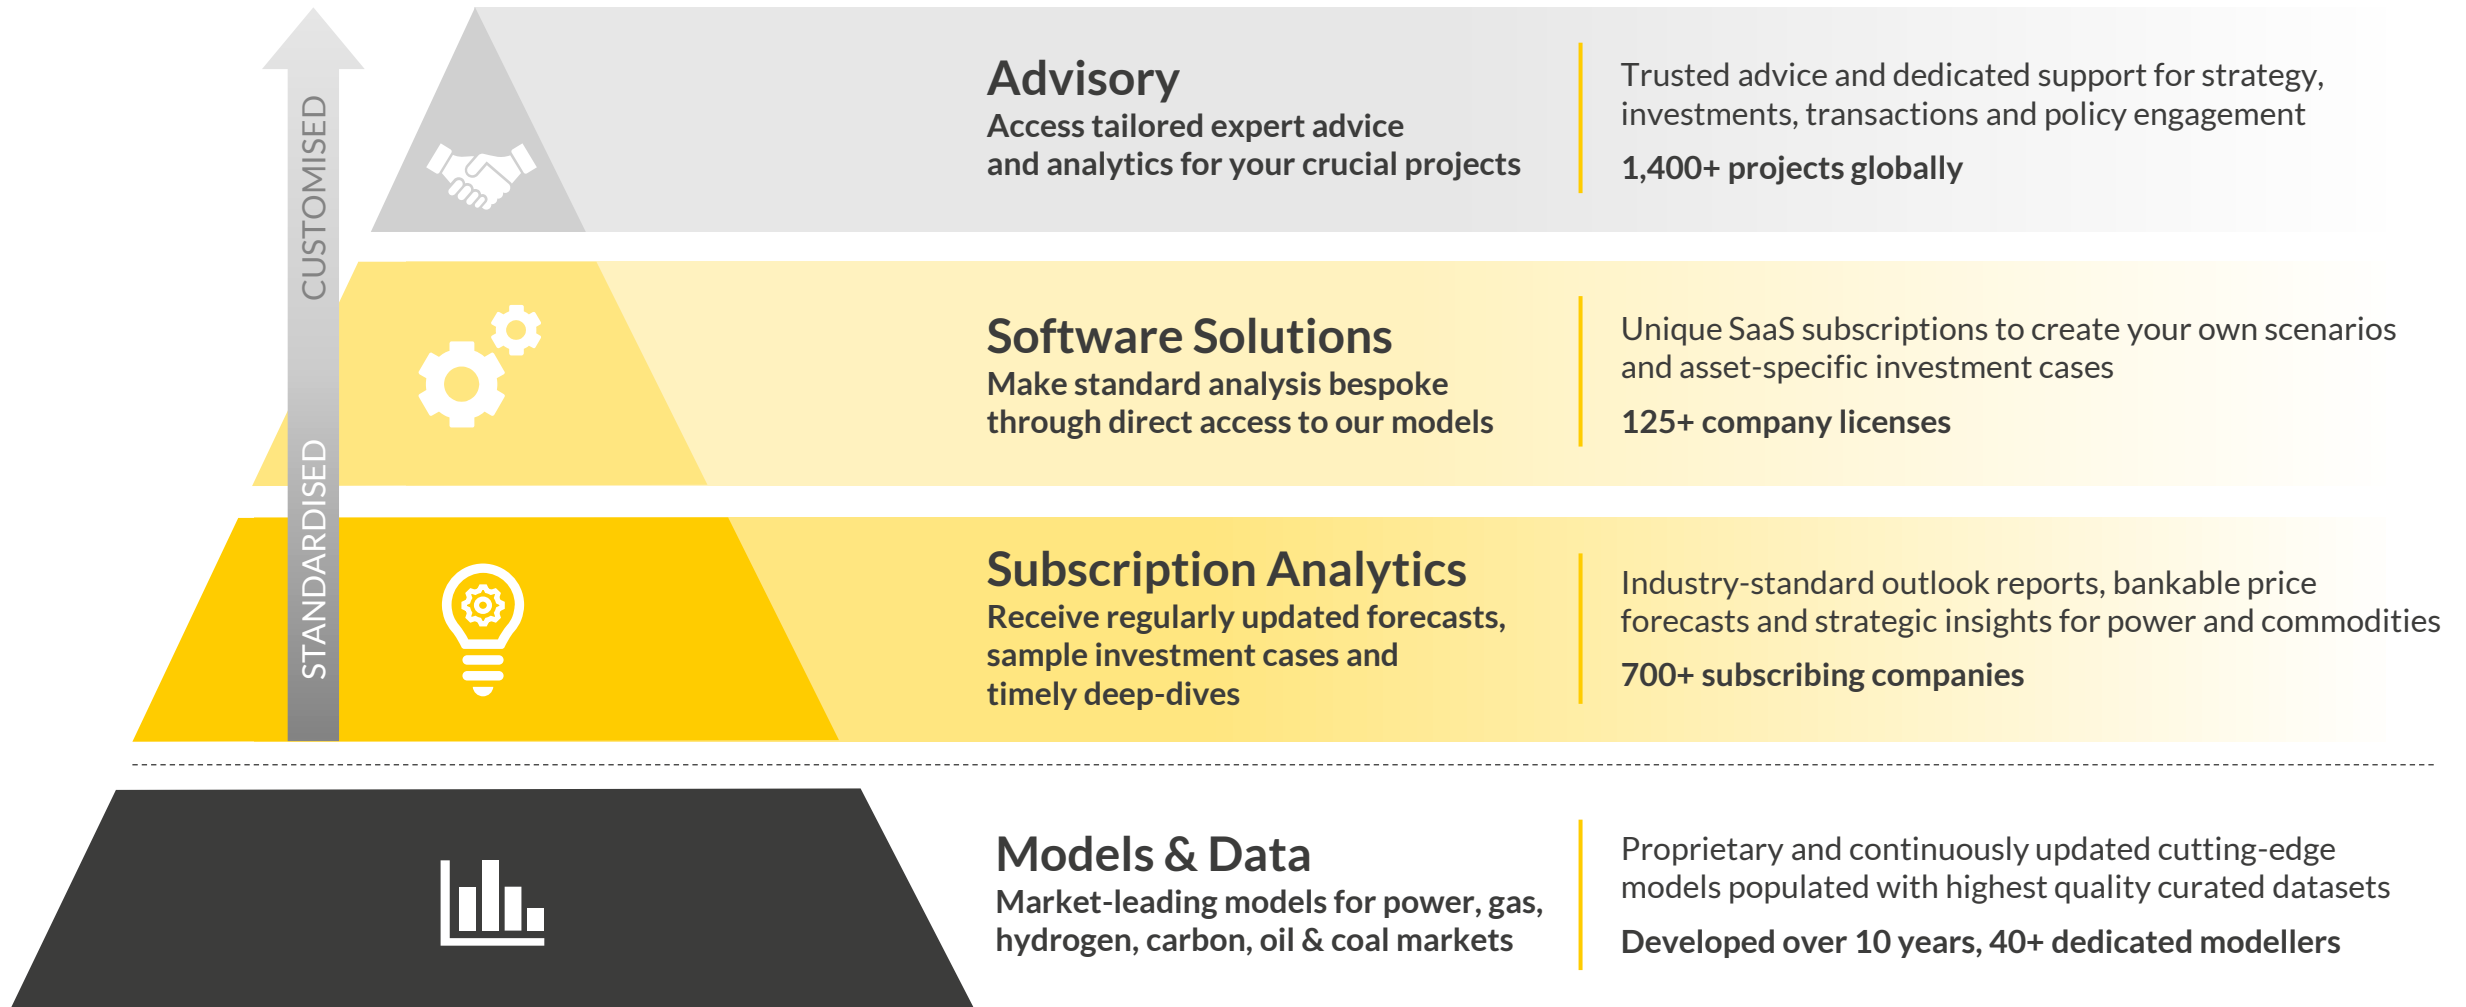 CUSTOMISED
STANDARDISED
Advisory
Access tailored expert advice
and analytics for your crucial projects
Trusted advice and dedicated support for strategy,
investments, transactions and policy engagement
1,400+ projects globally
Software Solutions
Make standard analysis bespoke
through direct access to our models
Unique SaaS subscriptions to create your own scenarios
and asset-specific investment cases
125+ company licenses
Subscription Analytics
Receive regularly updated forecasts,
sample investment cases and
timely deep-dives
Industry-standard outlook reports, bankable price
forecasts and strategic insights for power and commodities
700+ subscribing companies
Models & Data
Market-leading models for power, gas,
hydrogen, carbon, oil & coal markets
Proprietary and continuously updated cutting-edge
models populated with highest quality curated datasets
Developed over 10 years, 40+ dedicated modellers